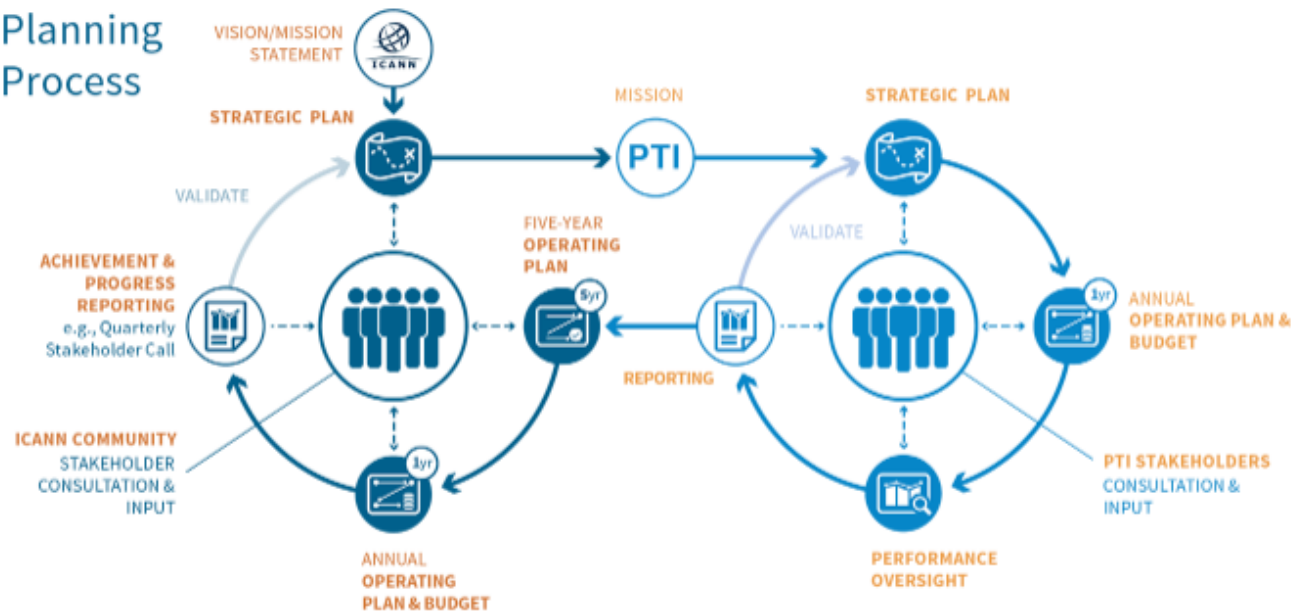 Planning
Process
VISION/MISSION
STATEMENT
ICANN
STRATEGIC PLAN
MISSION
PTI
STRATEGIC PLAN
VALIDATE
VALIDATE
FIVE-YEAR
OPERATING
PLAN
5yr
ACHIEVEMENT &
PROGRESS
REPORTING
e.g., Quarterly
Stakeholder Call
REPORTING
1yr
ANNUAL
OPERATING PLAN &
BUDGET
ICANN COMMUNITY
STAKEHOLDER
CONSULTATION &
INPUT
1yr
ANNUAL
OPERATING
PLAN & BUDGET
PTI STAKEHOLDERS
CONSULTATION &
INPUT
PERFORMANCE
OVERSIGHT